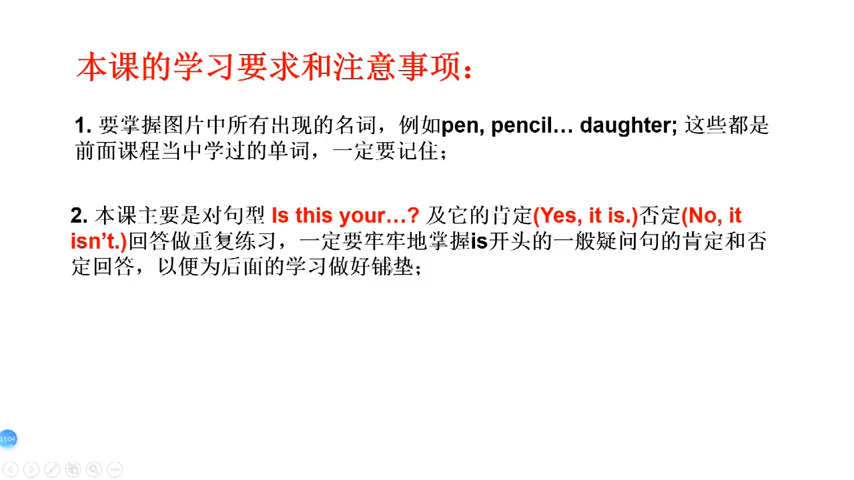 本课的学习要求和注意事项：
1. 要掌握图片中所有出现的名词，例如pen, pencil… daughter; 这些都是
前面课程当中学过的单词，一定要记住；
2. 本课主要是对句型 Is this your…? 及它的肯定(Yes, it is.)否定(No, it
isn’t.)回答做重复练习，一定要牢牢地掌握is开头的一般疑问句的肯定和否
定回答，以便为后面的学习做好铺垫；